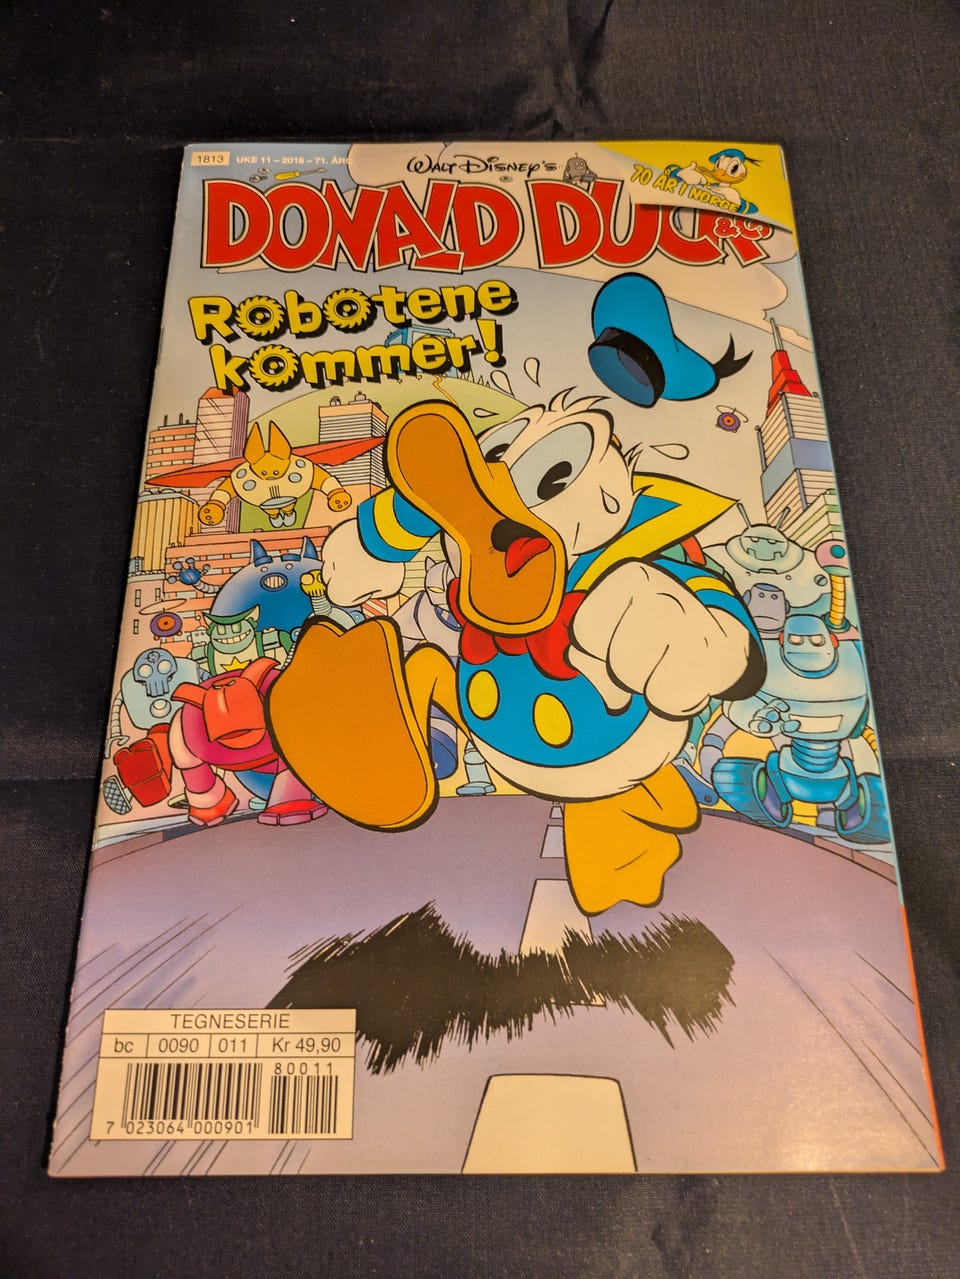 1813 UKE 11 – 2018 – 71. ÅRG
WALT DISNEY'S
®
70 ÅR I NORGE
DONALD DUCK
& Co
Robotene
kommer!
TEGNESERIE
bc 0090 011 Kr 49,90
80011
7 023064 000901